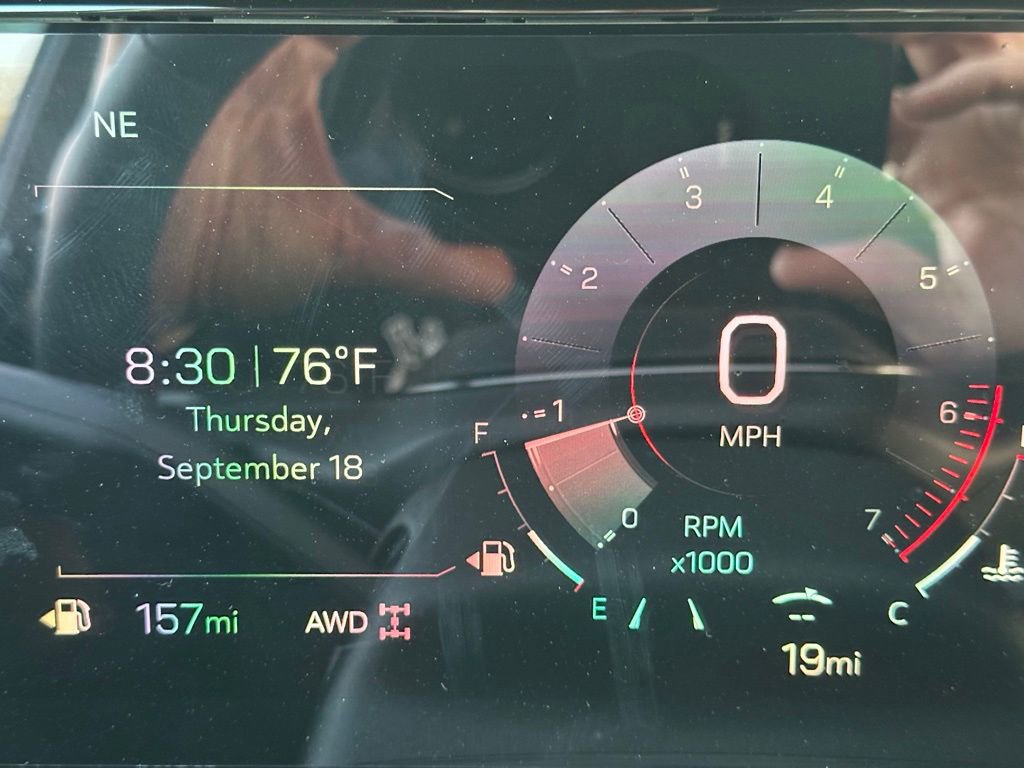 NE
8:30 | 76°F
Thursday,
September 18
157mi
AWD
F
E
0
1
2
3
4
5
6
7
0
MPH
RPM
x1000
C
19mi